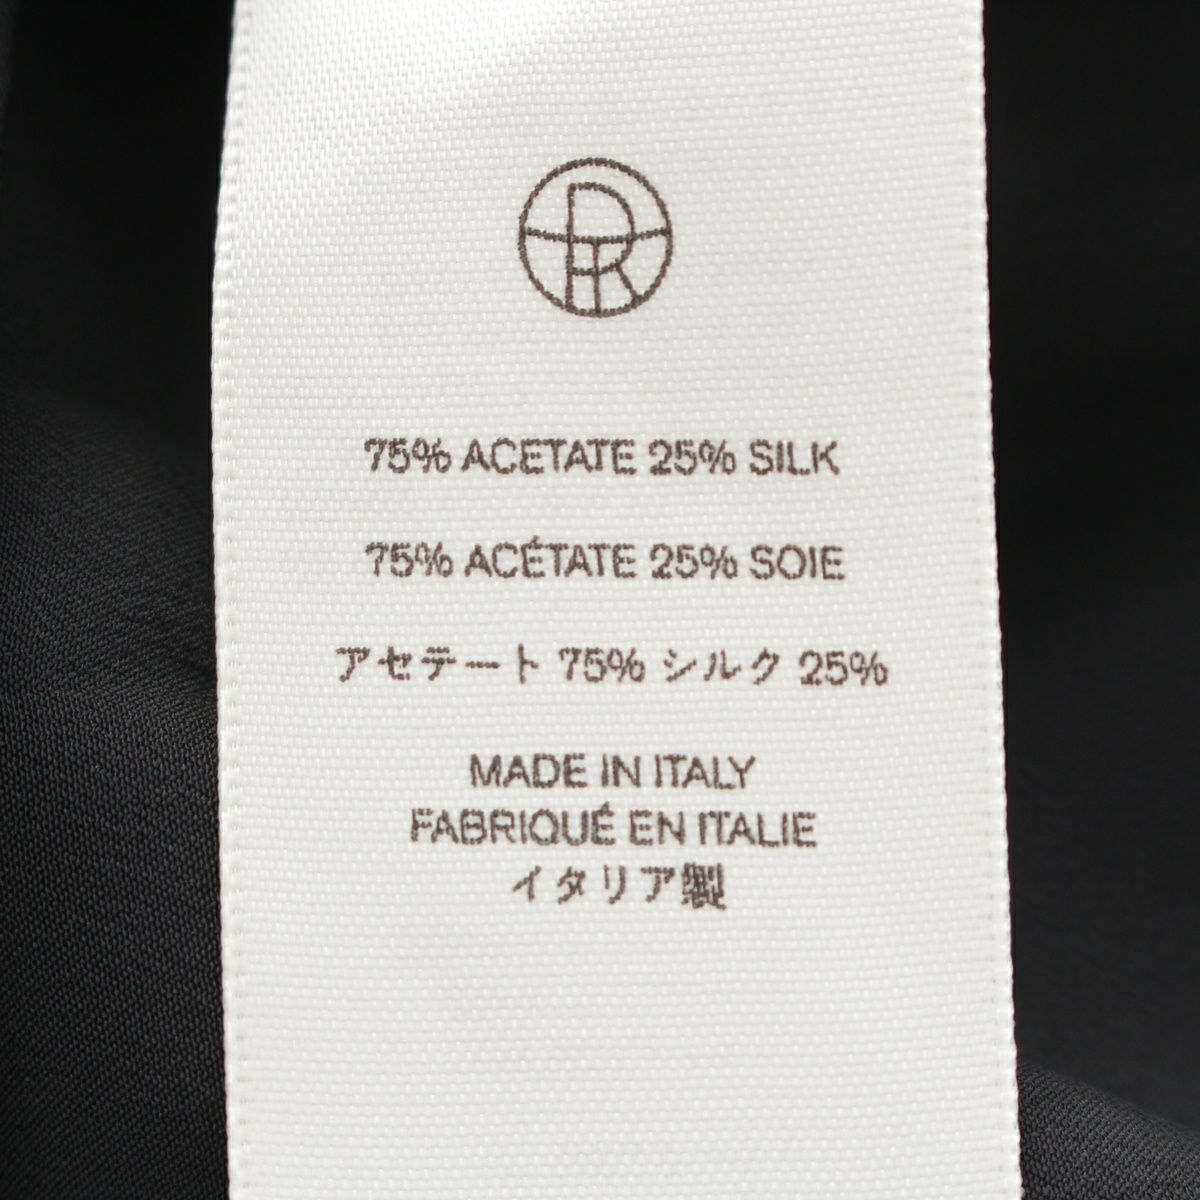 75% ACETATE 25% SILK
75% ACÉTATE 25% SOIE
アセテート 75% シルク 25%
MADE IN ITALY
FABRIQUÉ EN ITALIE
イタリア製